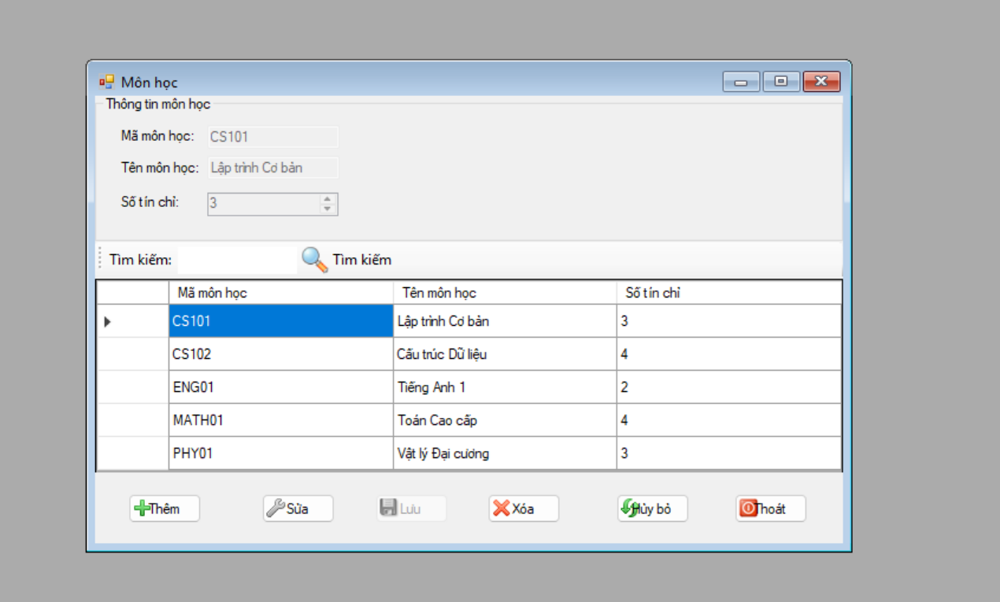 Môn học
Thông tin môn học
Mã môn học: CS101
Tên môn học: Lập trình Cơ bản
Số tín chỉ: 3
Tìm kiếm: Tìm kiếm
Mã môn học Tên môn học Số tín chỉ
CS101 Lập trình Cơ bản 3
CS102 Cấu trúc Dữ liệu 4
ENG01 Tiếng Anh 1 2
MATH01 Toán Cao cấp 4
PHY01 Vật lý Đại cương 3
Thêm Sửa Lưu Xóa Hủy bỏ Thoát